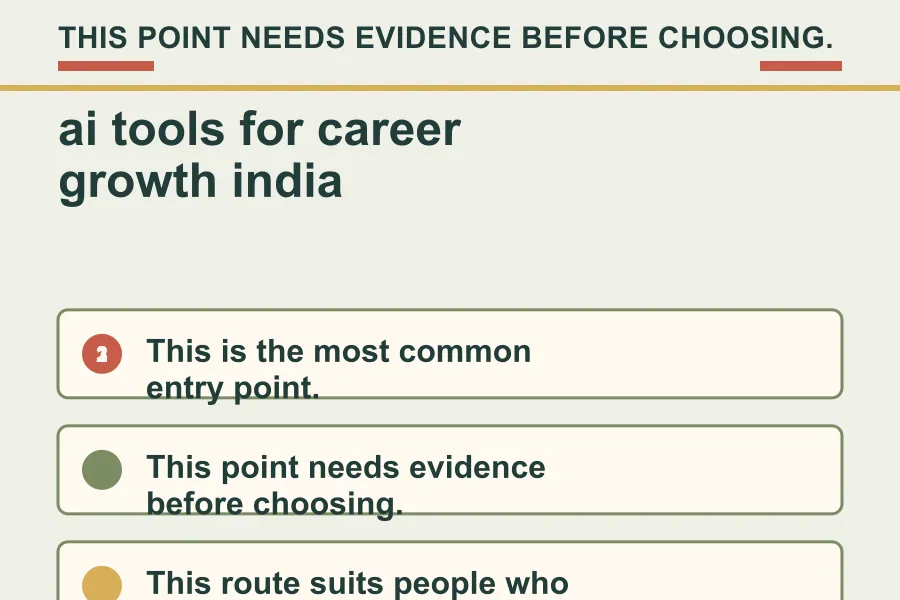 THIS POINT NEEDS EVIDENCE BEFORE CHOOSING.
ai tools for career
growth india
This is the most common
entry point.
This point needs evidence
before choosing.
This route suits people who